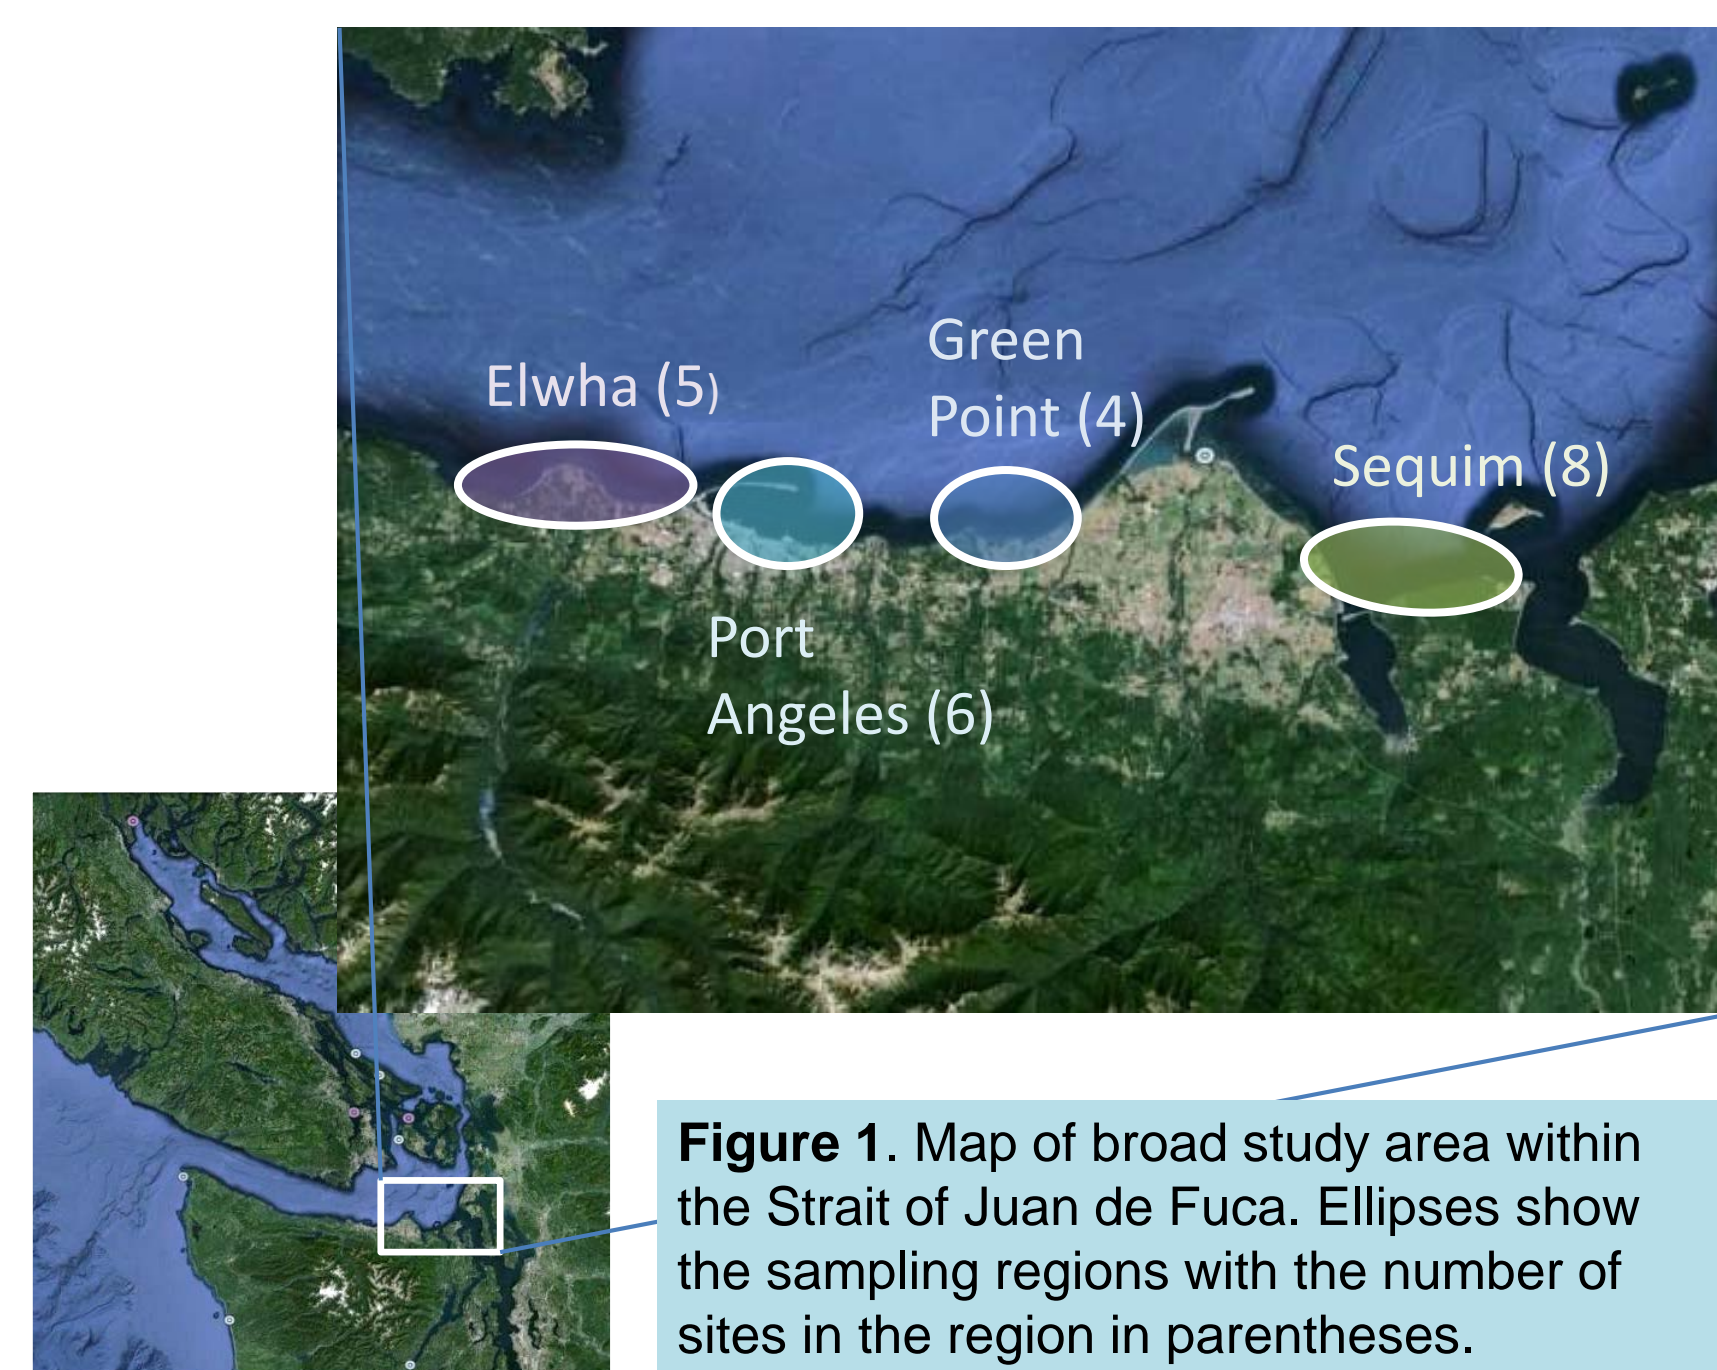 Green
Elwha (5)
Point (4)
Sequim (8)
Port
Angeles (6)
Figure 1. Map of broad study area within
the Strait of Juan de Fuca. Ellipses show
the sampling regions with the number of
sites in the region in parentheses.